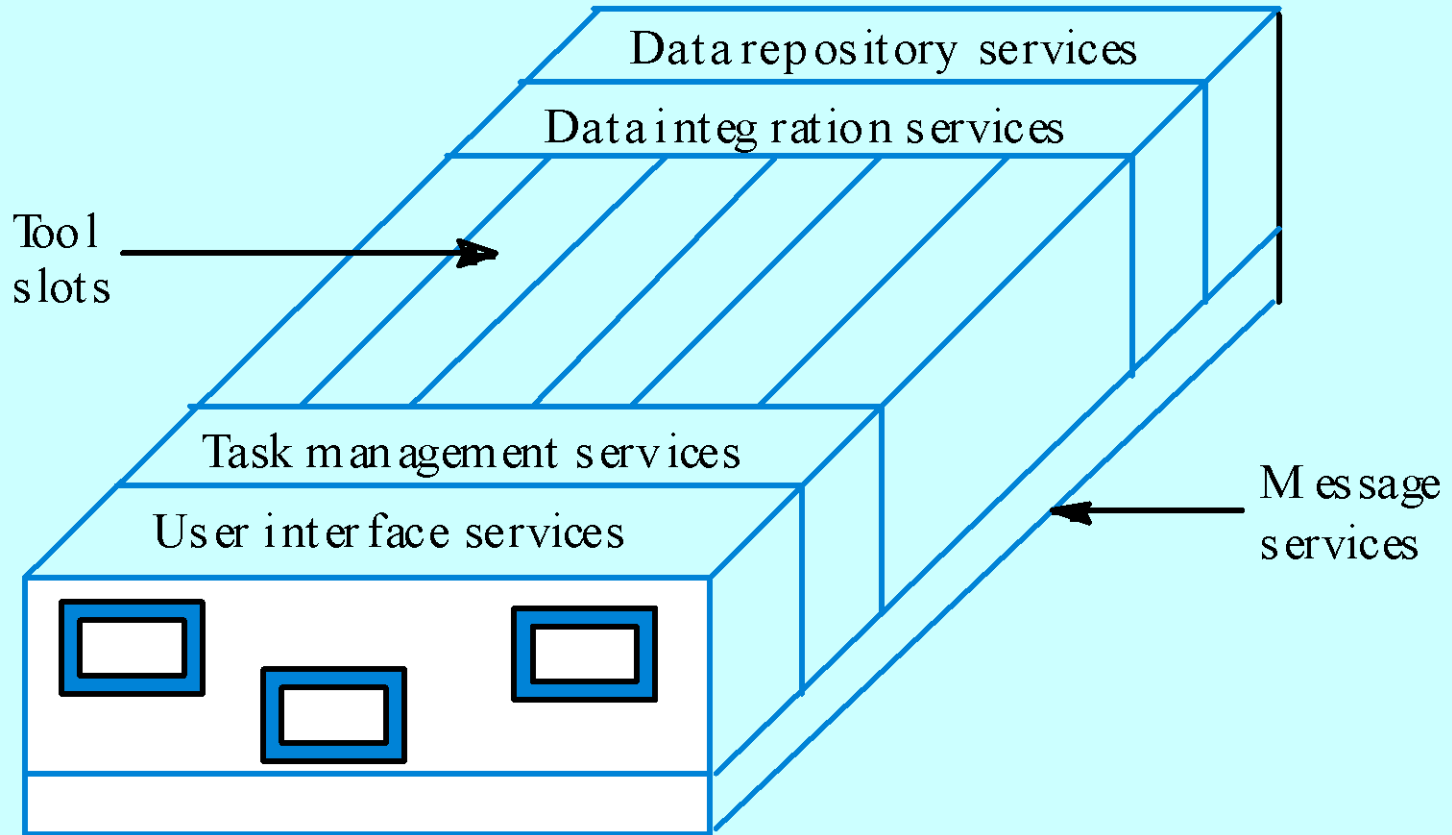 Data repository services
Data integration services
Tool
slots
Task management services
User interface services
Message
services